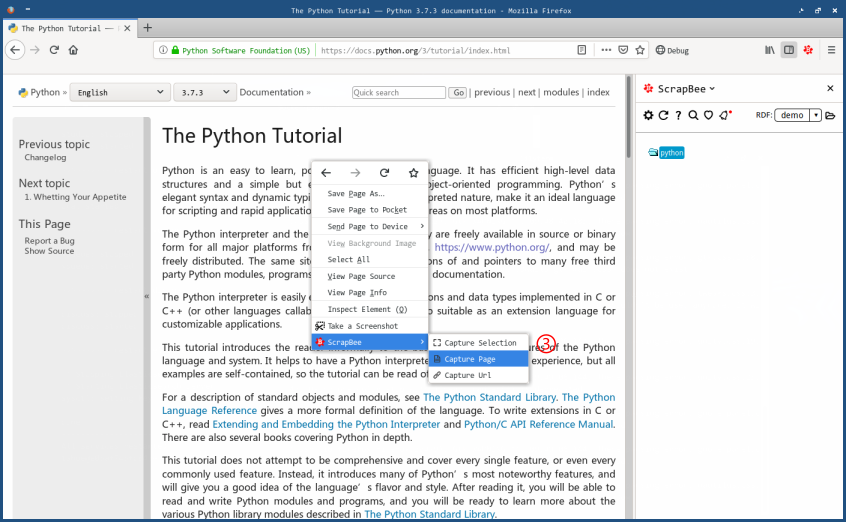 The Python Tutorial — Python 3.7.3 documentation - Mozilla Firefox
The Python Tutorial —
Python Software Foundation (US)
https://docs.python.org/3/tutorial/index.html
Debug
Python »
English
3.7.3
Documentation »
Quick search
Go | previous | next | modules | index
ScrapBee
RDF: demo
python
Previous topic
Changelog
Next topic
1. Whetting Your Appetite
This Page
Report a Bug
Show Source
«
The Python Tutorial
Python is an easy to learn, po
guage. It has efficient high-level data
structures and a simple but e
bject-oriented programming. Python's
elegant syntax and dynamic typi
preted nature, make it an ideal language
for scripting and rapid applicatio
reas on most platforms.
The Python interpreter and the
y are freely available in source or binary
form for all major platforms fro
https://www.python.org/, and may be
freely distributed. The same sit
ons of and pointers to many free third
party Python modules, programs
documentation.
The Python interpreter is easily e
ons and data types implemented in C or
C++ (or other languages callab
o suitable as an extension language for
customizable applications.
This tutorial introduces the rea
ures of the Python
language and system. It helps to have a Python interprete
experience, but all
examples are self-contained, so the tutorial can be read of
For a description of standard objects and modules, see The Python Standard Library. The Python
Language Reference gives a more formal definition of the language. To write extensions in C or
C++, read Extending and Embedding the Python Interpreter and Python/C API Reference Manual.
There are also several books covering Python in depth.
This tutorial does not attempt to be comprehensive and cover every single feature, or even every
commonly used feature. Instead, it introduces many of Python's most noteworthy features, and
will give you a good idea of the language's flavor and style. After reading it, you will be able to
read and write Python modules and programs, and you will be ready to learn more about the
various Python library modules described in The Python Standard Library.
Save Page As…
Save Page to Pocket
Send Page to Device
View Background Image
Select All
View Page Source
View Page Info
Inspect Element (Q)
Take a Screenshot
ScrapBee
Capture Selection
Capture Page
Capture Url
③